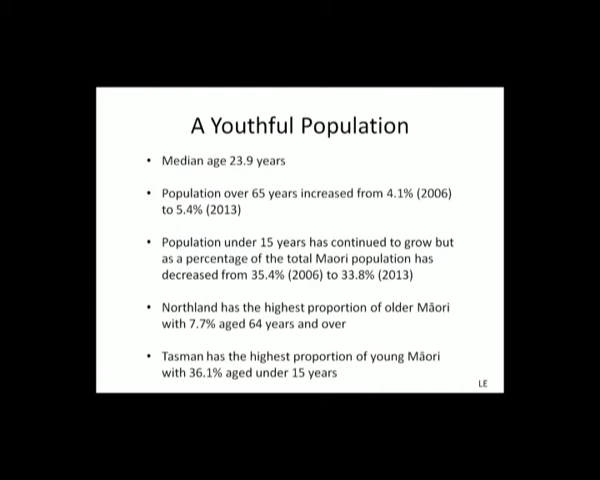 A Youthful Population
• Median age 23.9 years
• Population over 65 years increased from 4.1% (2006)
to 5.4% (2013)
• Population under 15 years has continued to grow but
as a percentage of the total Maori population has
decreased from 35.4% (2006) to 33.8% (2013)
• Northland has the highest proportion of older Māori
with 7.7% aged 64 years and over
• Tasman has the highest proportion of young Māori
with 36.1% aged under 15 years
LE